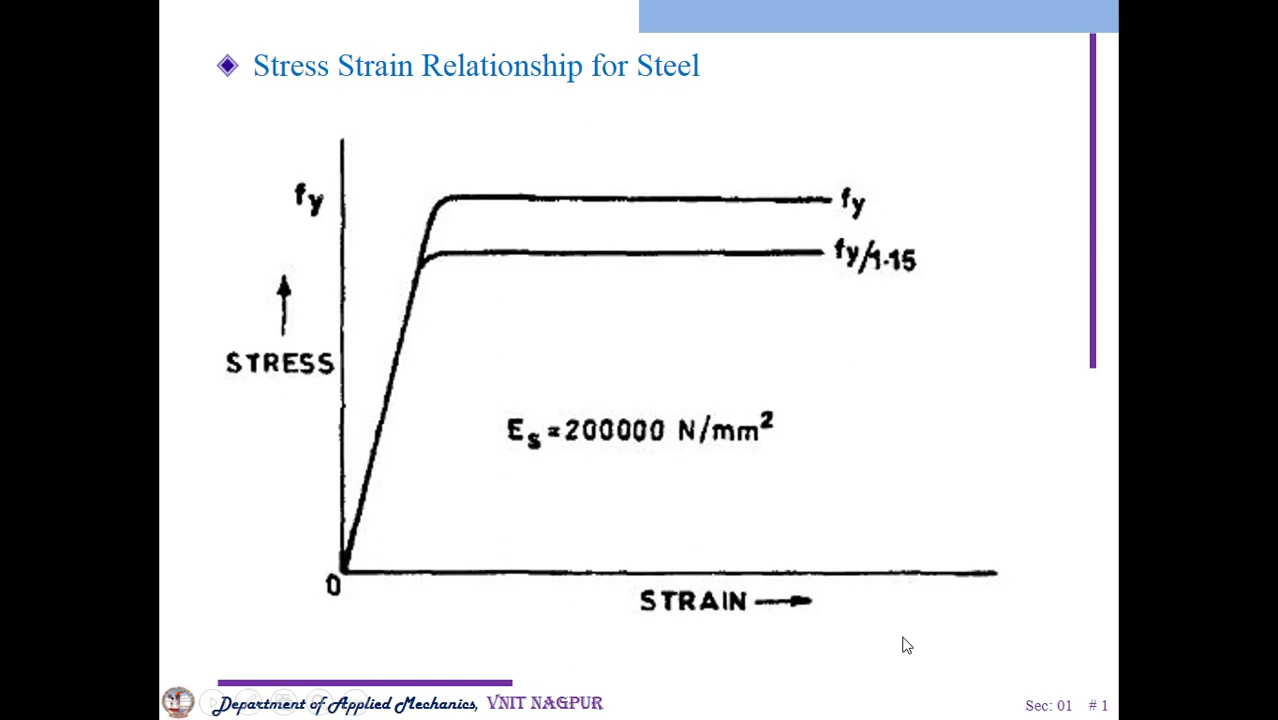 Stress Strain Relationship for Steel
fy
fy
fy/1.15
STRESS
Es = 200000 N/mm²
0
STRAIN
Department of Applied Mechanics, VNIT NAGPUR
Sec: 01 # 1